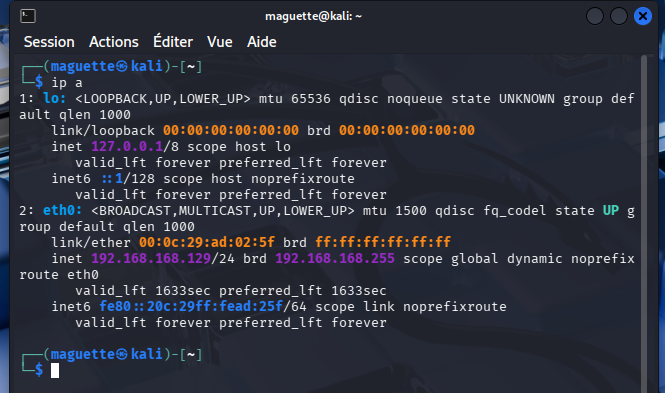 maguette@kali: ~
Session Actions Éditer Vue Aide
┌──(maguette㉿kali)-[~]
└─$ ip a
1: lo: <LOOPBACK,UP,LOWER_UP> mtu 65536 qdisc noqueue state UNKNOWN group def
ault qlen 1000
    link/loopback 00:00:00:00:00:00 brd 00:00:00:00:00:00
    inet 127.0.0.1/8 scope host lo
       valid_lft forever preferred_lft forever
    inet6 ::1/128 scope host noprefixroute
       valid_lft forever preferred_lft forever
2: eth0: <BROADCAST,MULTICAST,UP,LOWER_UP> mtu 1500 qdisc fq_codel state UP g
roup default qlen 1000
    link/ether 00:0c:29:ad:02:5f brd ff:ff:ff:ff:ff:ff
    inet 192.168.168.129/24 brd 192.168.168.255 scope global dynamic noprefix
route eth0
       valid_lft 1633sec preferred_lft 1633sec
    inet6 fe80::20c:29ff:fead:25f/64 scope link noprefixroute
       valid_lft forever preferred_lft forever
┌──(maguette㉿kali)-[~]
└─$